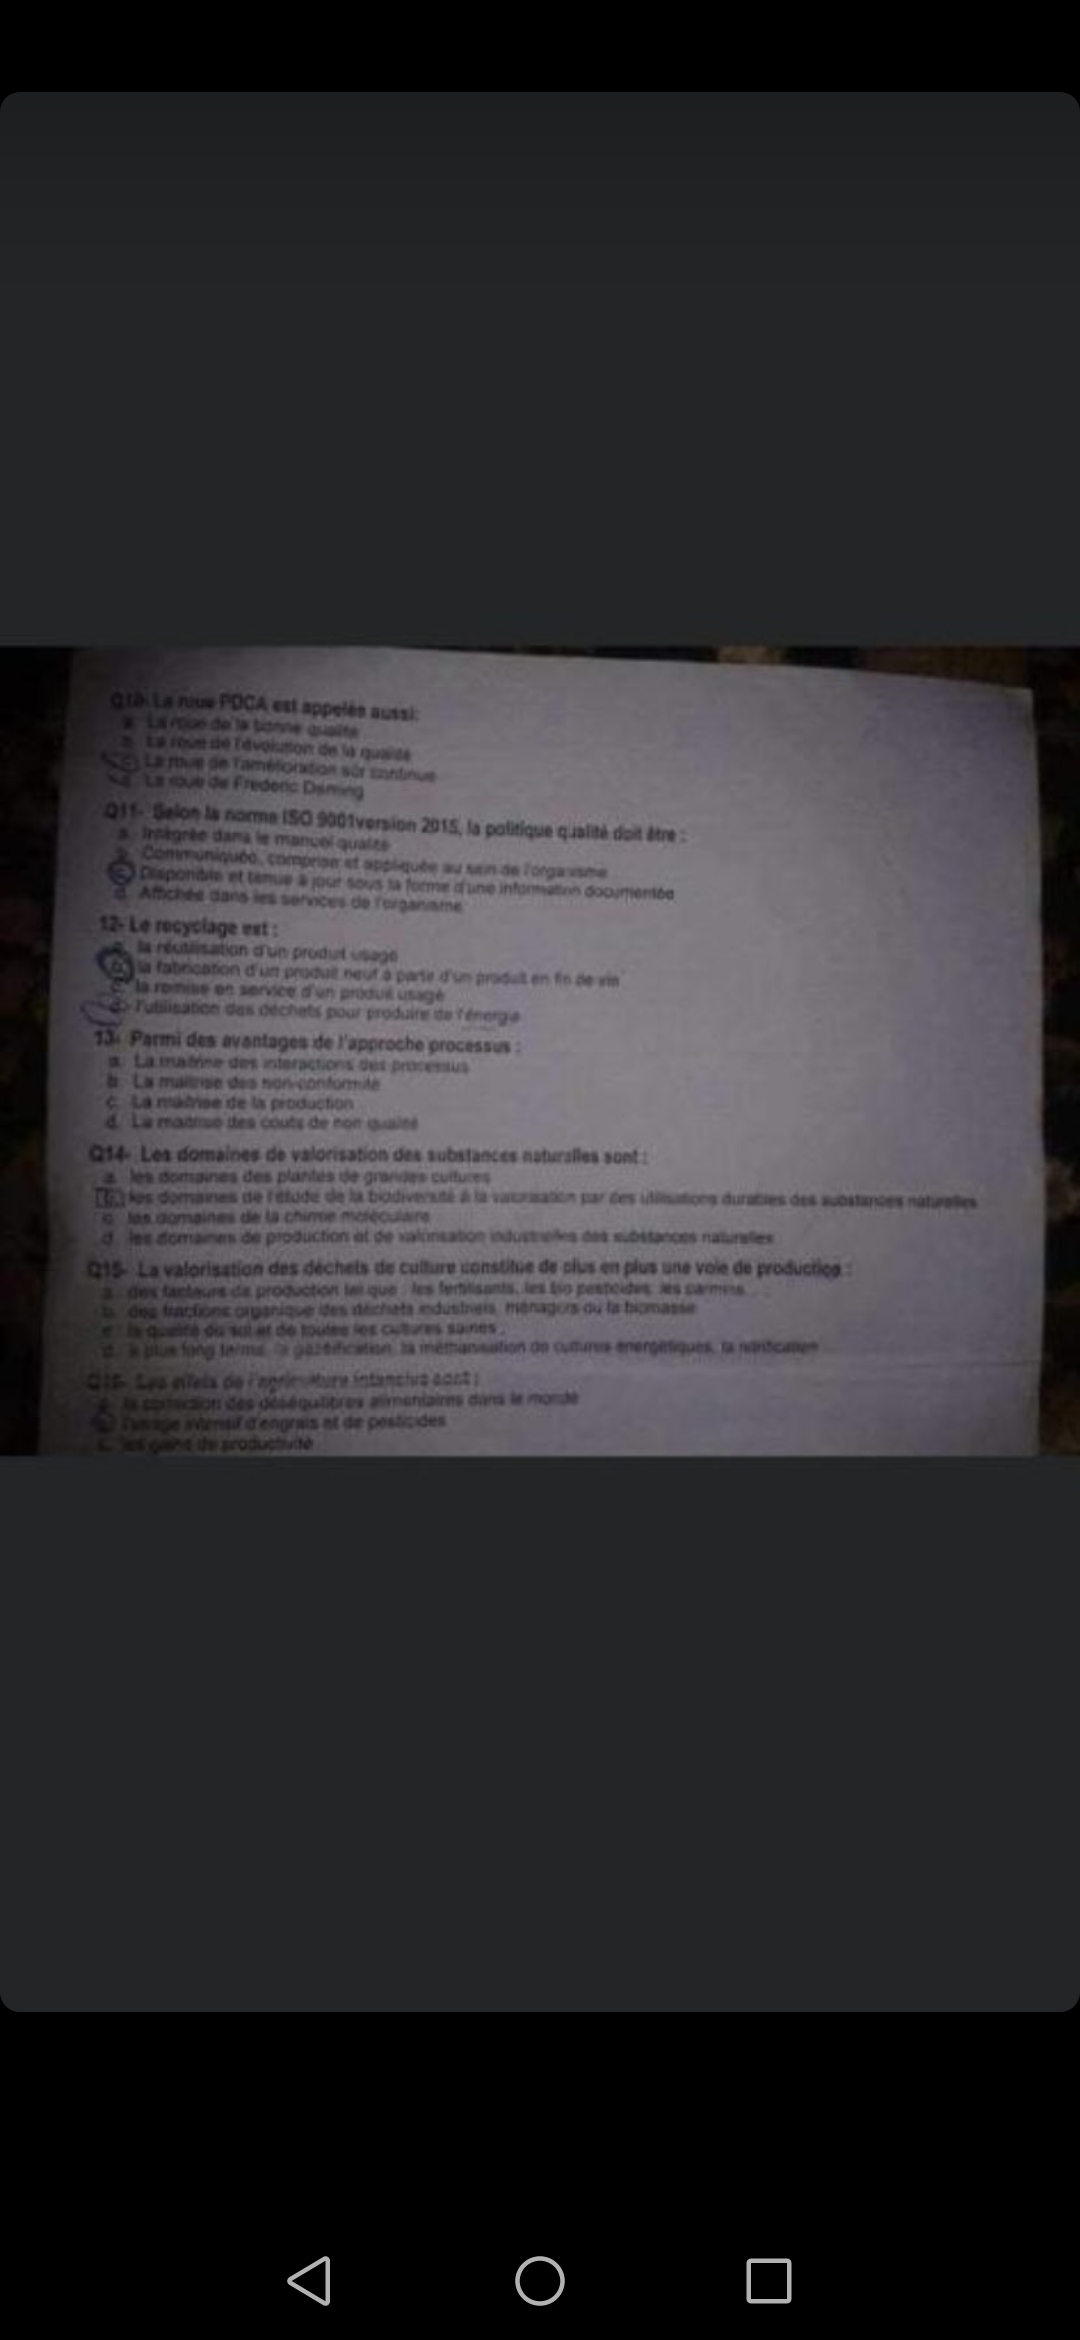 Q10- La roue PDCA est appelés aussi:
a. La roue de la bonne qualité
b. La roue de l'évolution de la qualité
c. La roue de l'amélioration sûr continue
d. La roue de Frederic Deming
Q11- Selon la norme ISO 9001version 2015, la politique qualité doit être :
a. Intégrée dans le manuel qualité
b. Communiquée, comprise et appliquée au sein de l'organisme
c. Disponible et tenue à jour sous la forme d'une information documentée
d. Affichée dans les services de l'organisme
12- Le recyclage est :
a. la réutilisation d'un produit usagé
b. la fabrication d'un produit neuf à partir d'un produit en fin de vie
c. la remise en service d'un produit usagé
d. l'utilisation des déchets pour produire de l'énergie
13- Parmi des avantages de l'approche processus :
a. La maitrise des interactions des processus
b. La maitrise des non-conformité
c. La maitrise de la production
d. La maitrise des couts de non qualité
Q14- Les domaines de valorisation des substances naturelles sont :
a. les domaines des plantes de grandes cultures
b. les domaines de l'étude de la biodiversité à la valorisation par des utilisations durables des substances naturelles
c. les domaines de la chimie moléculaire
d. les domaines de production et de valorisation industrielles des substances naturelles
Q15- La valorisation des déchets de culture constitue de plus en plus une voie de production :
a. des facteurs de production tel que : les fertilisants, les bio pesticides, les
b. des fractions organique des déchets industriels, ménagers ou la biomasse
c. la qualité du sol et de toutes les cultures saines.
d. à plus long terme, la gazéification, la méthanisation de cultures énergétiques, la
Q16- Les effets de l'agriculture intensive sont :
a. la correction des déséquilibres alimentaires dans le monde
b. l'usage intensif d'engrais et de pesticides
c. les gains de productivité